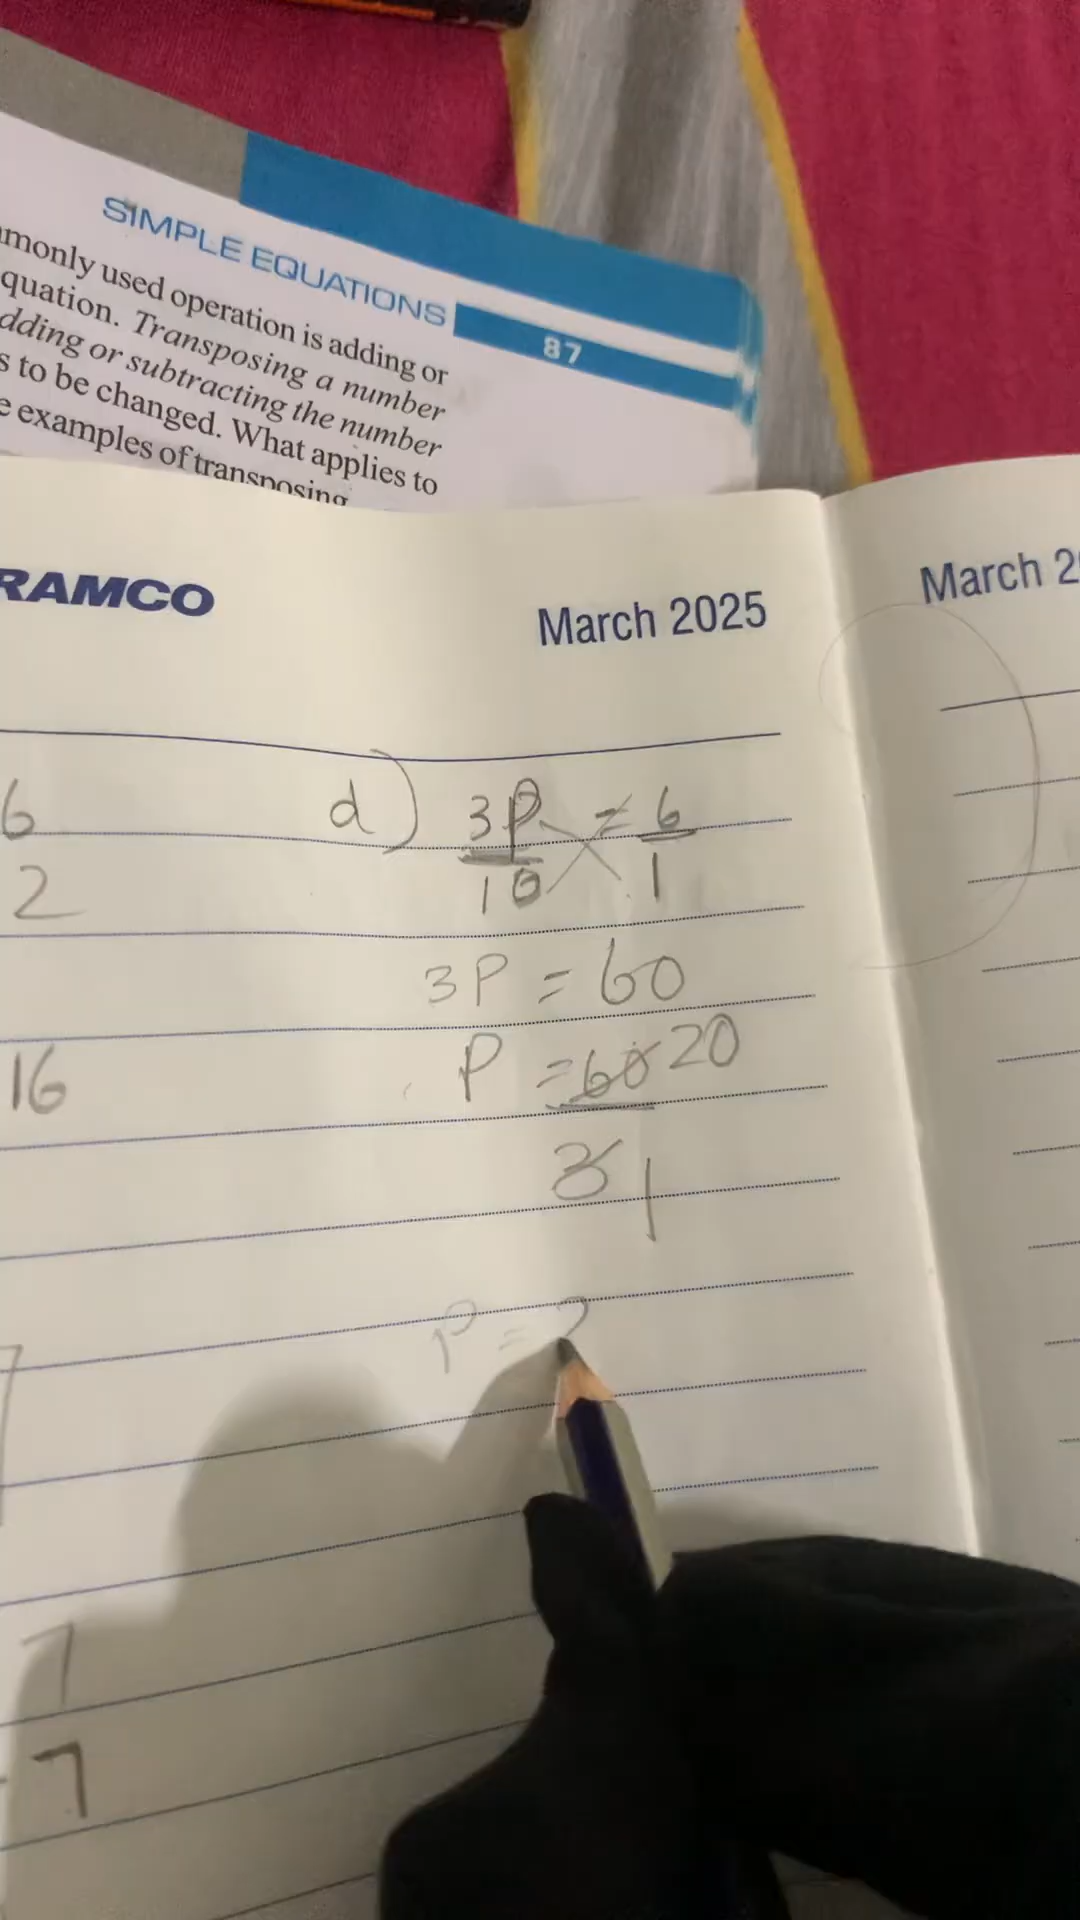 SIMPLE EQUATIONS
87
monly used operation is adding or
quation. Transposing a number
dding or subtracting the number
s to be changed. What applies to
e examples of transposing
RAMCO
March 2025
March 2
6
2
16
7
7
-7
d) 3P/10 = 6/1
3P = 60
P = 60 20
3 1
P = 2